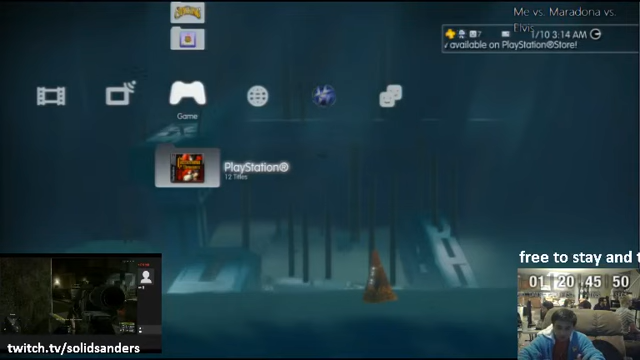 Me vs. Maradona vs.
Elvis
1/10 3:14 AM
available on PlayStation®Store!
Game
PlayStation®
12 Titles
free to stay and
01 20 45 50
twitch.tv/solidsanders